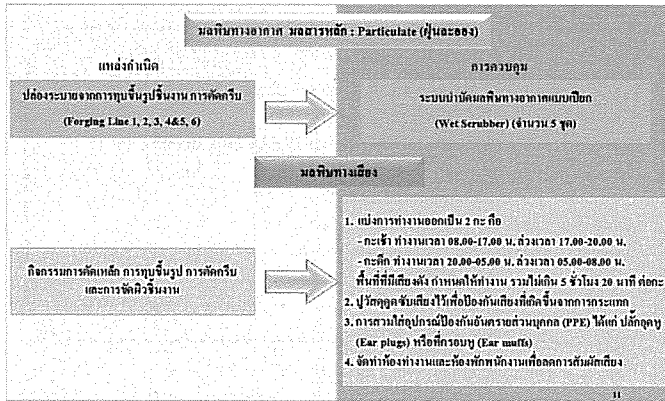 มลพิษทางอากาศ มลสารหลัก : Particulate (ฝุ่นละออง)
แหล่งกำเนิด
การควบคุม
ปล่องระบายจากการทุบขึ้นรูปชิ้นงาน การตัดครีบ
(Forging Line 1, 2, 3, 4&5, 6)
ระบบบำบัดมลพิษทางอากาศแบบเปียก
(Wet Scrubber) (จำนวน 5 ชุด)
มลพิษทางเสียง
กิจกรรมการตัดเหล็ก การทุบขึ้นรูป การตัดครีบ
และการขัดผิวชิ้นงาน
1. แบ่งการทำงานออกเป็น 2 กะ คือ
- กะเช้า ทำงานเวลา 08.00-17.00 น. ล่วงเวลา 17.00-20.00 น.
- กะดึก ทำงานเวลา 20.00-05.00 น. ล่วงเวลา 05.00-08.00 น.
พื้นที่ที่มีเสียงดัง กำหนดให้ทำงาน รวมไม่เกิน 5 ชั่วโมง 20 นาที ต่อกะ
2. ปูวัสดุดูดซับเสียงไว้เพื่อป้องกันเสียงที่เกิดขึ้นจากการกระแทก
3. การสวมใส่อุปกรณ์ป้องกันอันตรายส่วนบุคคล (PPE) ได้แก่ ปลั๊กอุดหู
(Ear plugs) หรือที่ครอบหู (Ear muffs)
4. จัดทำห้องทำงานและห้องพักพนักงานเพื่อลดการสัมผัสเสียง
11